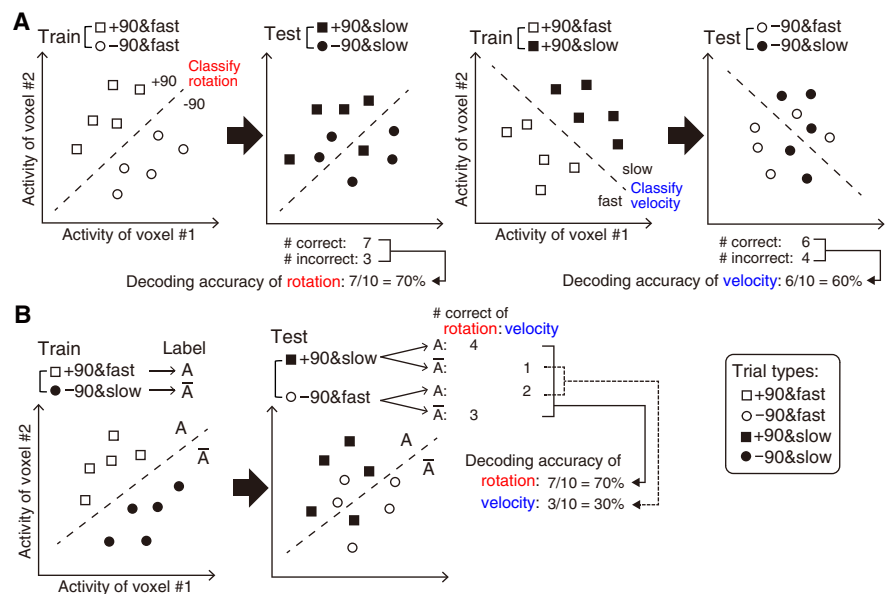 A
Train
+90&fast
−90&fast
Classify
rotation
+90
-90
Activity of voxel #2
Activity of voxel #1
Test
+90&slow
−90&slow
# correct: 7
# incorrect: 3
Decoding accuracy of rotation: 7/10 = 70%
Train
+90&fast
+90&slow
Activity of voxel #2
slow
fast
Classify
velocity
Activity of voxel #1
Test
−90&fast
−90&slow
# correct: 6
# incorrect: 4
Decoding accuracy of velocity: 6/10 = 60%
B
Train Label
+90&fast A
−90&slow A̅
Activity of voxel #2
A
A̅
Activity of voxel #1
Test
+90&slow
−90&fast
# correct of
rotation: velocity
A: 4
A̅: 1
A: 2
A̅: 3
A
A̅
Decoding accuracy of
rotation: 7/10 = 70%
velocity: 3/10 = 30%
Trial types:
+90&fast
−90&fast
+90&slow
−90&slow